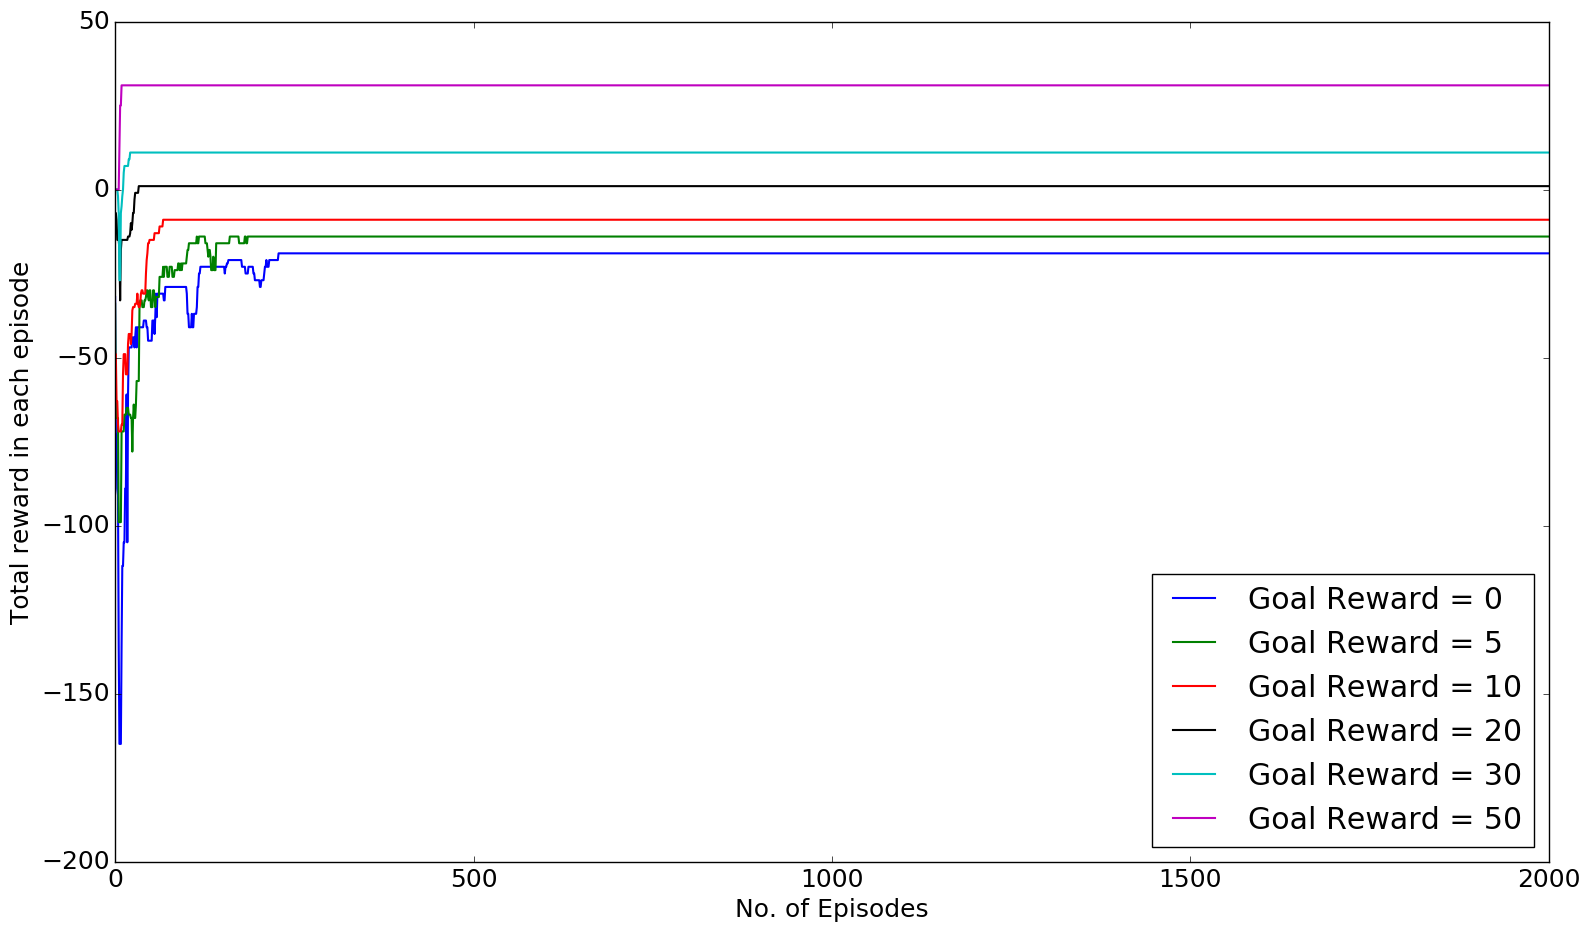 Total reward in each episode
50
0
−50
−100
−150
−200
0
500
1000
1500
2000
No. of Episodes
Goal Reward = 0
Goal Reward = 5
Goal Reward = 10
Goal Reward = 20
Goal Reward = 30
Goal Reward = 50